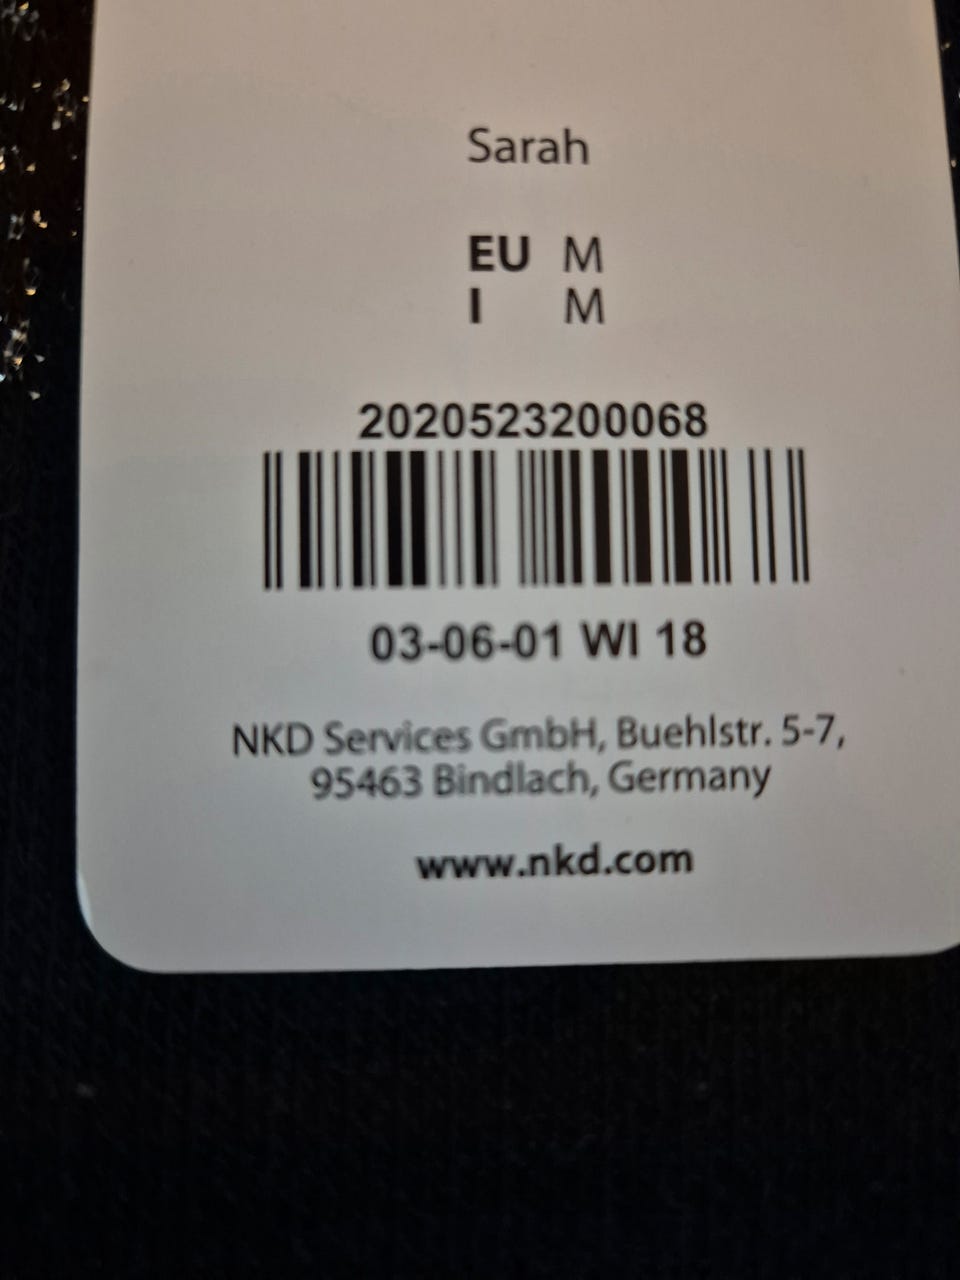 Sarah
EU M
I M
2020523200068
03-06-01 WI 18
NKD Services GmbH, Buehlstr. 5-7,
95463 Bindlach, Germany
www.nkd.com